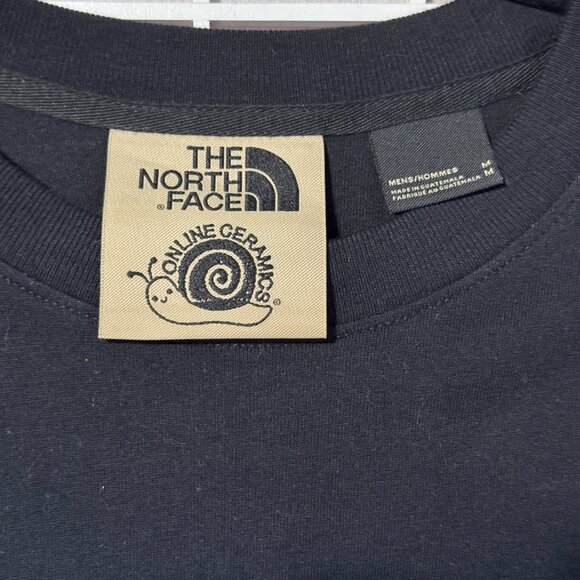 THE
NORTH
FACE
®
ONLINE CERAMICS
®
MENS/HOMMES M
MADE IN GUATEMALA M
FABRIQUÉ AU GUATEMALA